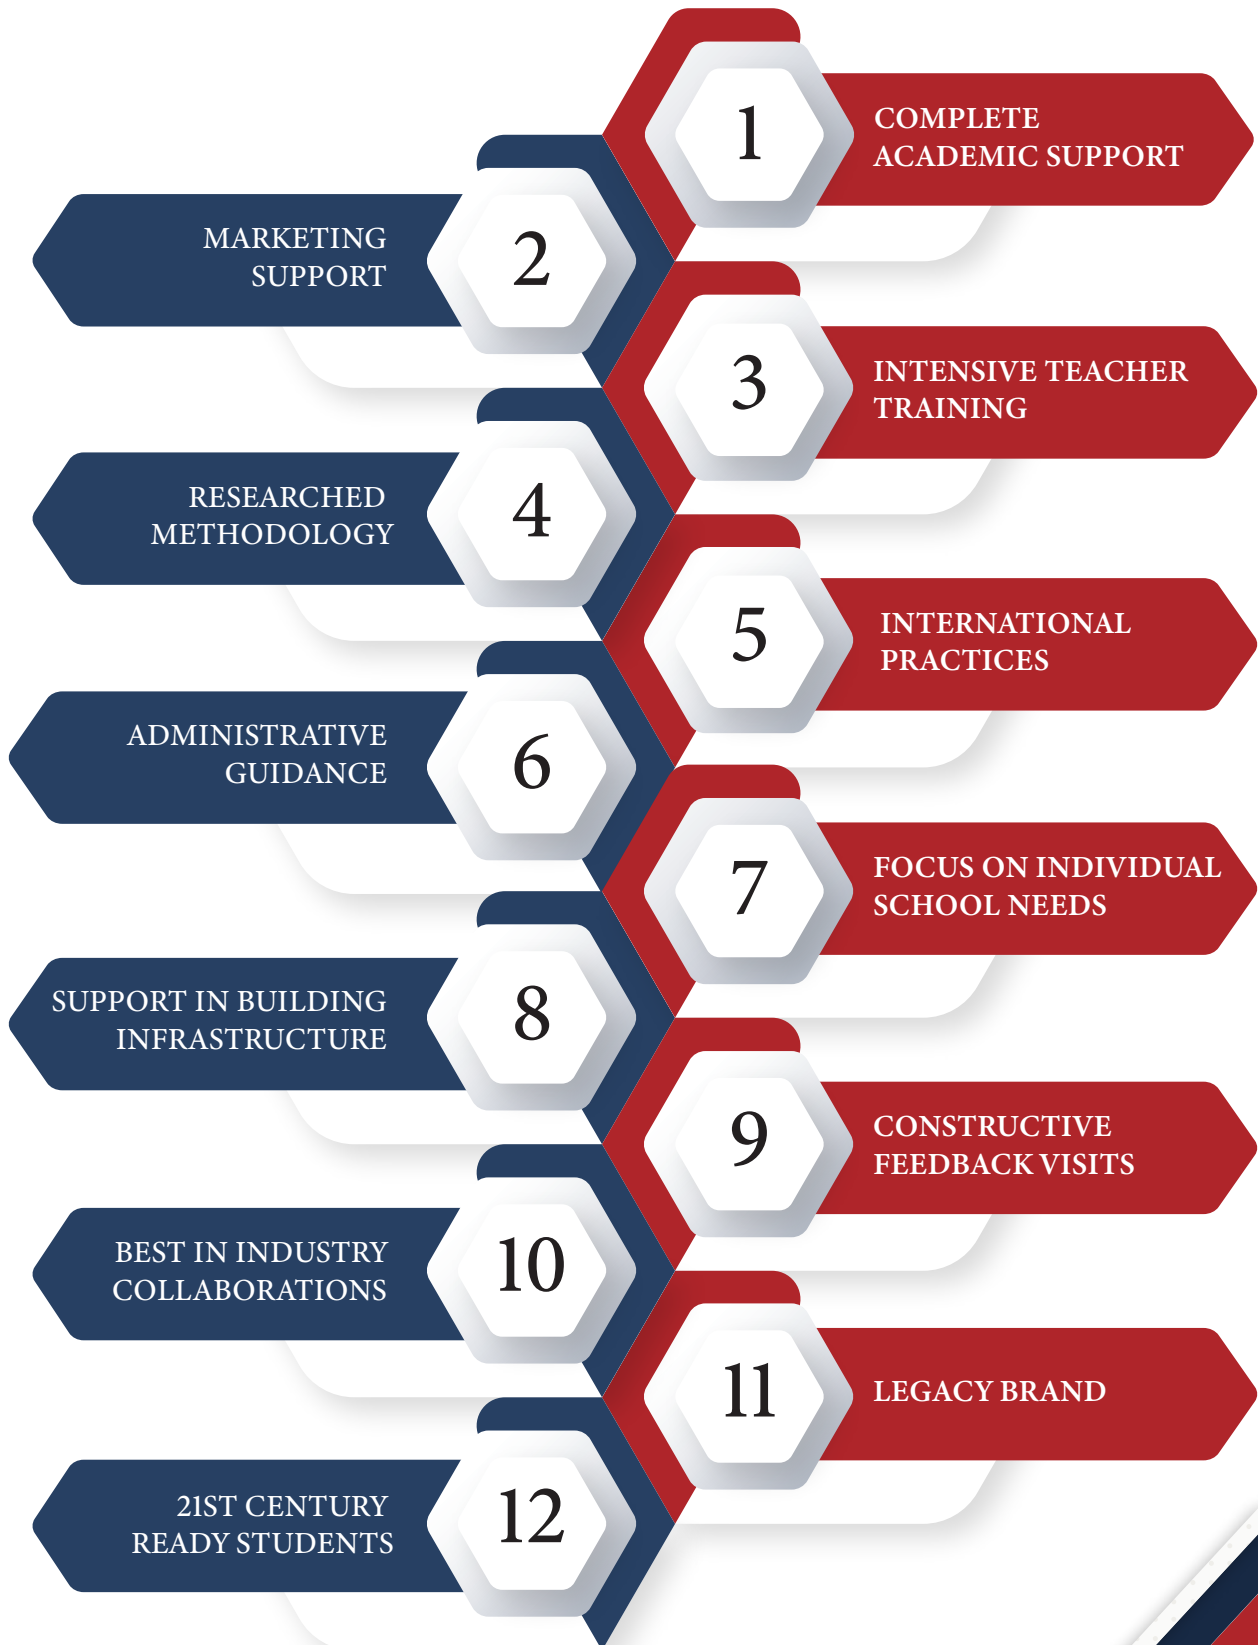 1
COMPLETE
ACADEMIC SUPPORT
2
MARKETING
SUPPORT
3
INTENSIVE TEACHER
TRAINING
4
RESEARCHED
METHODOLOGY
5
INTERNATIONAL
PRACTICES
6
ADMINISTRATIVE
GUIDANCE
7
FOCUS ON INDIVIDUAL
SCHOOL NEEDS
8
SUPPORT IN BUILDING
INFRASTRUCTURE
9
CONSTRUCTIVE
FEEDBACK VISITS
10
BEST IN INDUSTRY
COLLABORATIONS
11
LEGACY BRAND
12
21ST CENTURY
READY STUDENTS